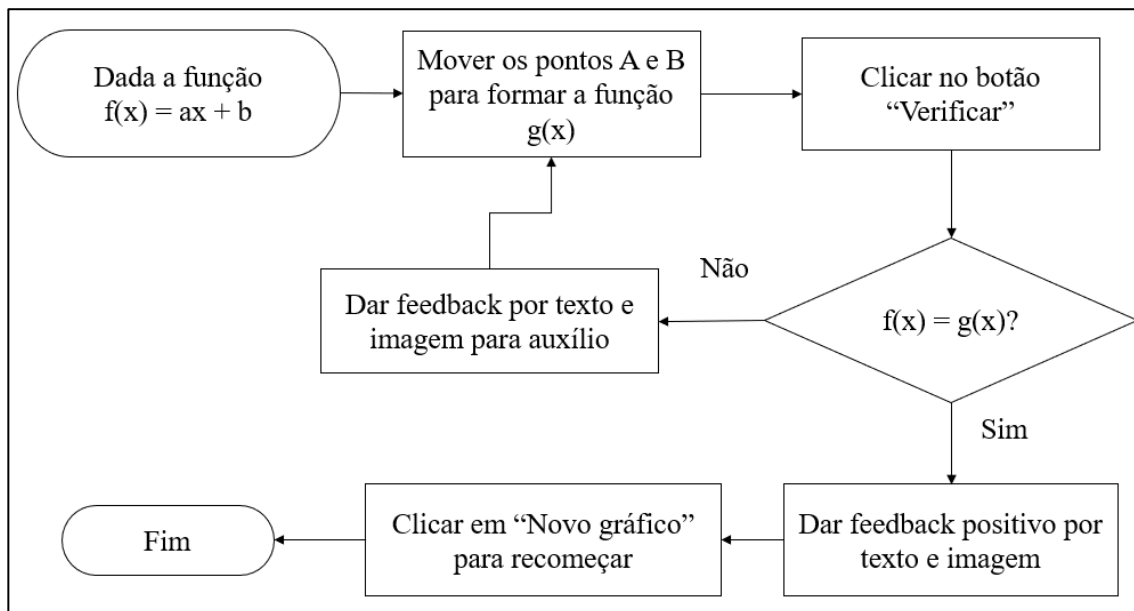 Dada a função
f(x) = ax + b
Mover os pontos A e B
para formar a função
g(x)
Clicar no botão
“Verificar”
f(x) = g(x)?
Não
Dar feedback por texto e
imagem para auxílio
Sim
Dar feedback positivo por
texto e imagem
Clicar em “Novo gráfico”
para recomeçar
Fim